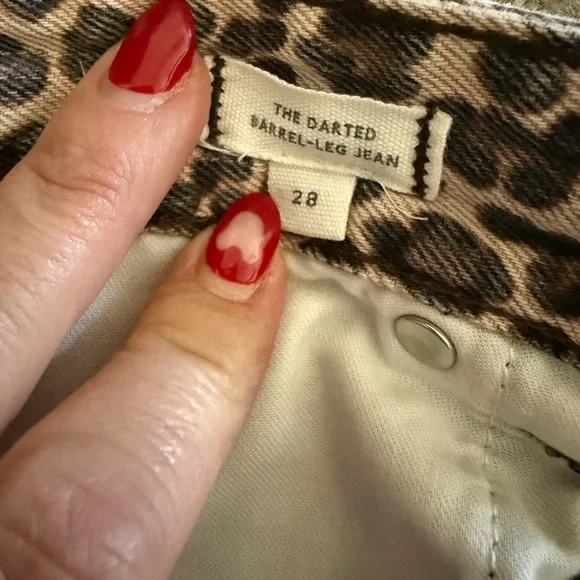 THE DARTED
BARREL-LEG JEAN
28